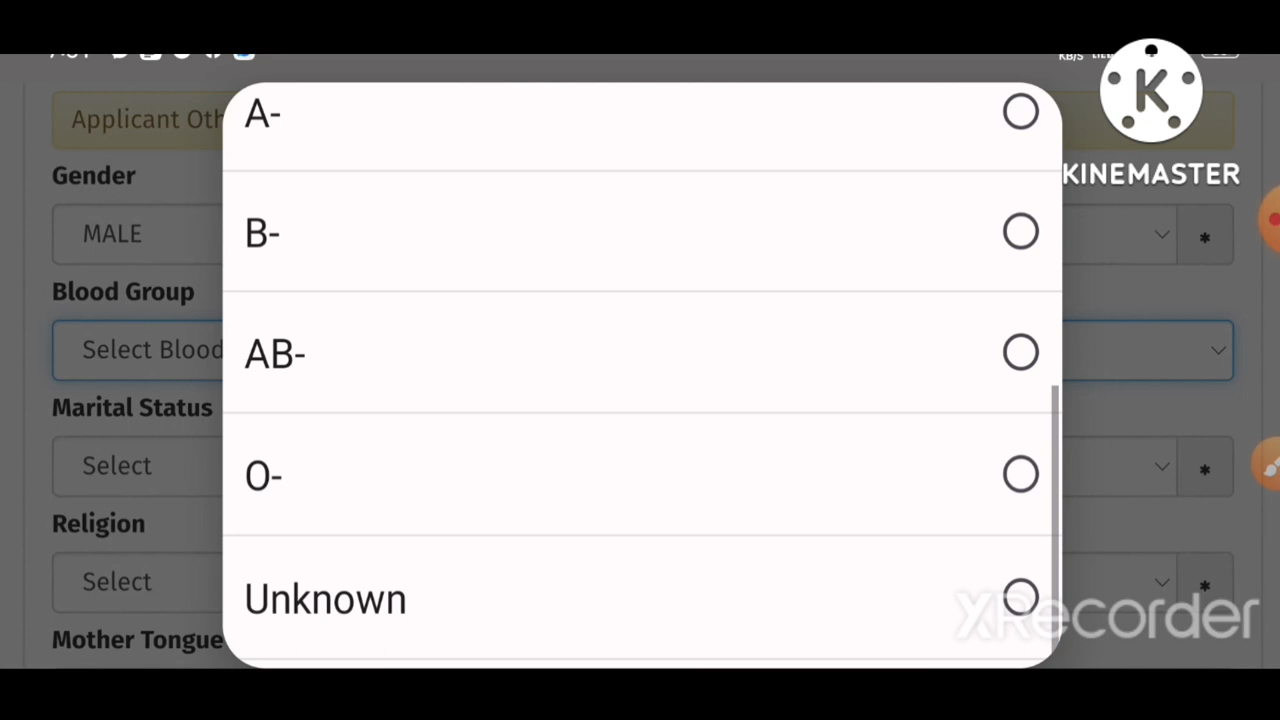 KB/S
Applicant Oth
A-
KINEMASTER
Gender
MALE
B-
*
Blood Group
Select Blood
AB-
Marital Status
Select
O-
*
Religion
Select
Unknown
*
XRecorder
Mother Tongue